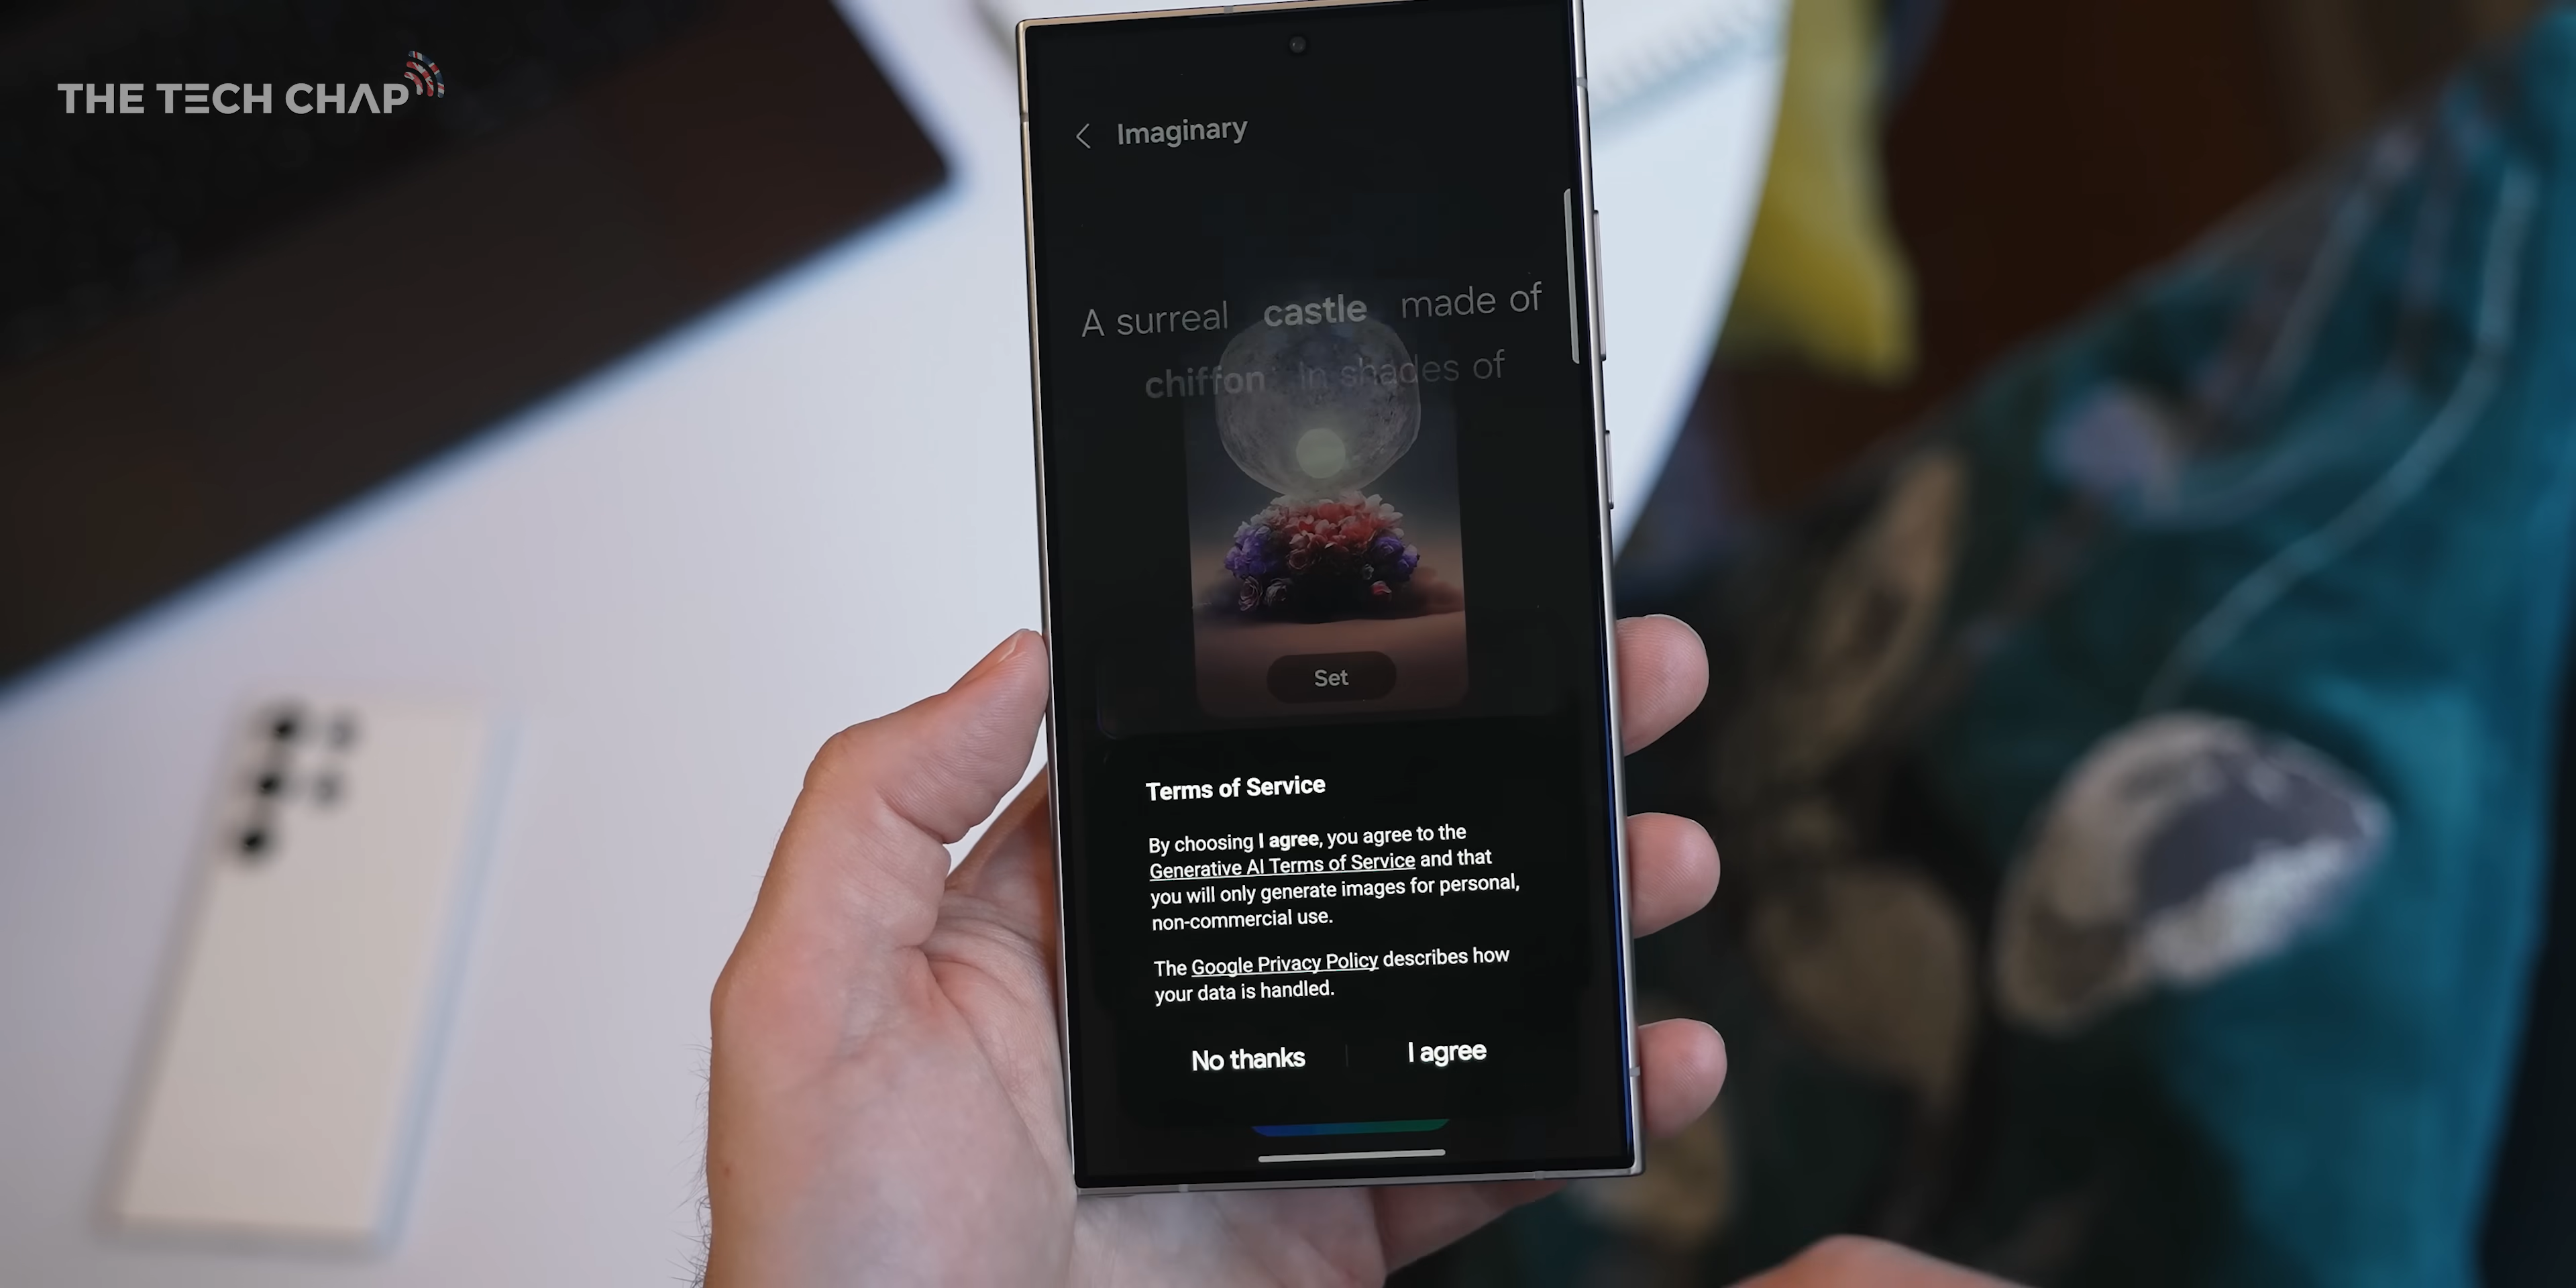 THE TECH CHAP
Imaginary
A surreal castle made of
chiffon in shades of
Set
Terms of Service
By choosing I agree, you agree to the
Generative AI Terms of Service and that
you will only generate images for personal,
non-commercial use.
The Google Privacy Policy describes how
your data is handled.
No thanks
I agree